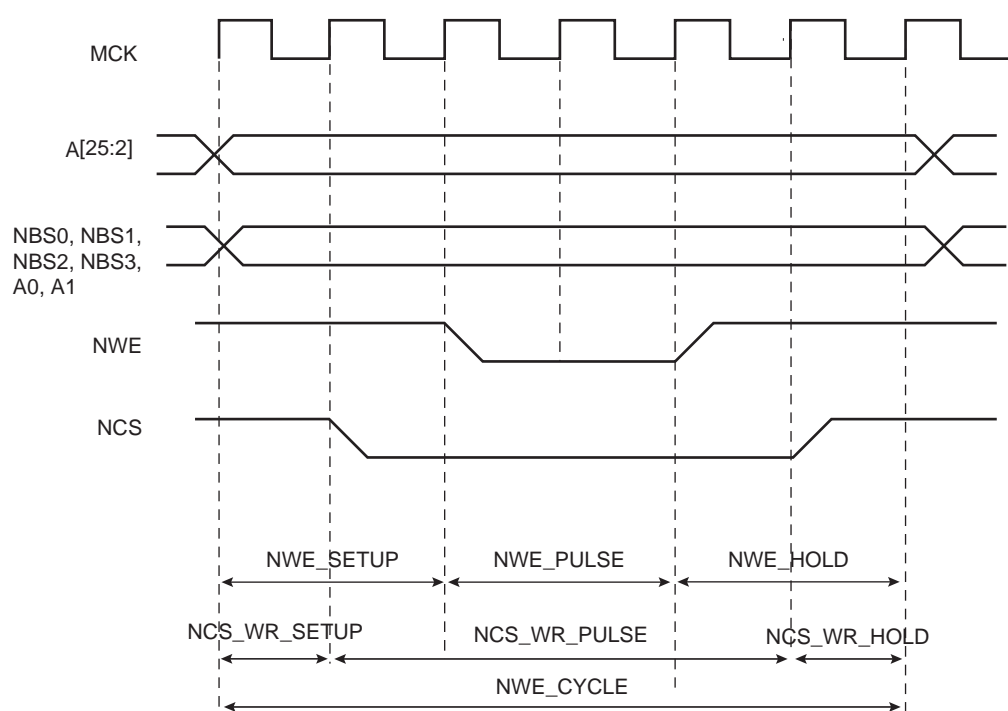 MCK
A[25:2]
NBS0, NBS1,
NBS2, NBS3,
A0, A1
NWE
NCS
NWE_SETUP
NWE_PULSE
NWE_HOLD
NCS_WR_SETUP
NCS_WR_PULSE
NCS_WR_HOLD
NWE_CYCLE